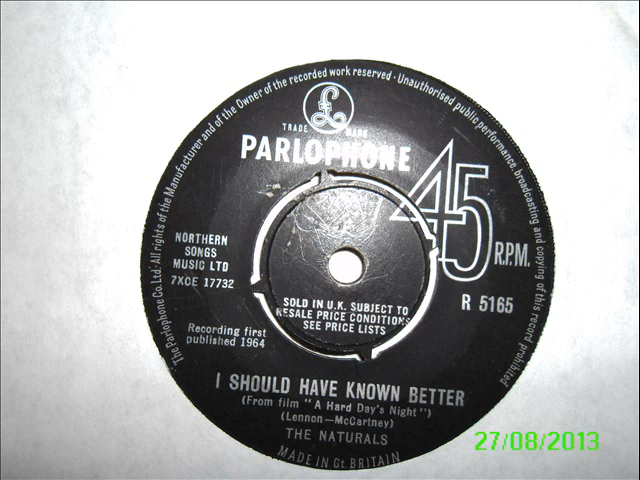 The Parlophone Co. Ltd. All rights of the Manufacturer and of the Owner of the recorded work reserved · Unauthorised public performance, broadcasting and copying of this record prohibited
£
TRADE MARK
PARLOPHONE
45
R.P.M.
NORTHERN
SONGS
MUSIC LTD
7XCE 17732
R 5165
SOLD IN U.K. SUBJECT TO
RESALE PRICE CONDITIONS
SEE PRICE LISTS
Recording first
published 1964
I SHOULD HAVE KNOWN BETTER
(From film "A Hard Day's Night")
(Lennon—McCartney)
THE NATURALS
MADE IN Gt. BRITAIN
27/08/2013